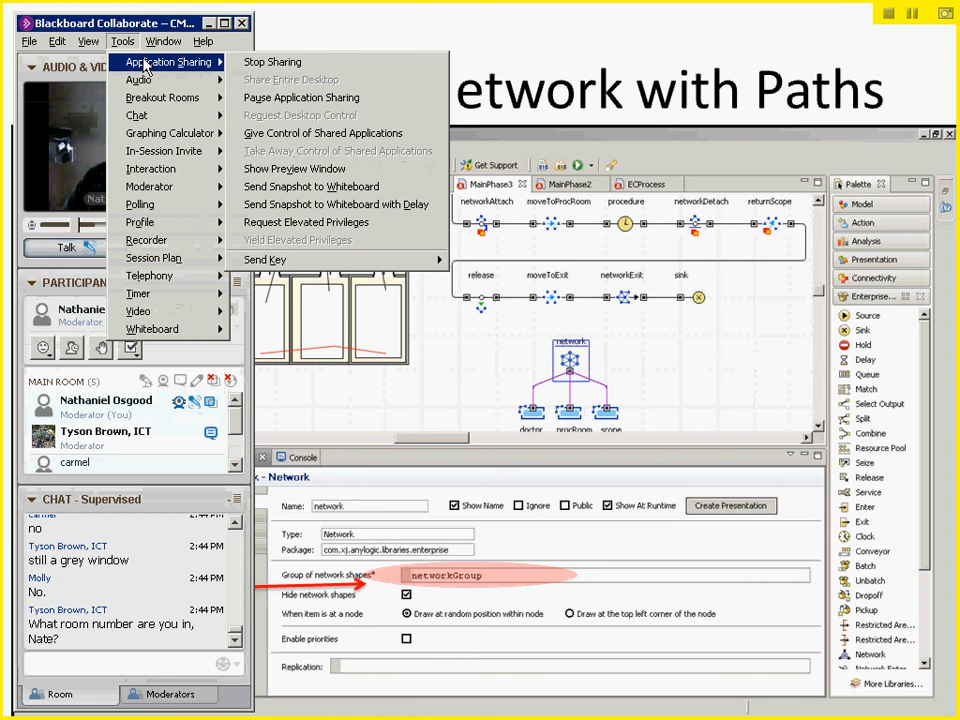 Blackboard Collaborate – CM...
File Edit View Tools Window Help
AUDIO & VID
Application Sharing
Audio
Breakout Rooms
Chat
Graphing Calculator
In-Session Invite
Interaction
Moderator
Polling
Profile
Recorder
Session Plan
Telephony
Timer
Video
Whiteboard
Stop Sharing
Share Entire Desktop
Pause Application Sharing
Request Desktop Control
Give Control of Shared Applications
Take Away Control of Shared Applications
Show Preview Window
Send Snapshot to Whiteboard
Send Snapshot to Whiteboard with Delay
Request Elevated Privileges
Yield Elevated Privileges
Send Key
etwork with Paths
Nat
Talk
PARTICIPAN
Nathanie
Moderator
MAIN ROOM (5)
Nathaniel Osgood
Moderator (You)
Tyson Brown, ICT
Moderator
carmel
CHAT - Supervised
Carmel 2:44 PM
no
Tyson Brown, ICT 2:44 PM
still a grey window
Molly 2:44 PM
No.
Tyson Brown, ICT 2:44 PM
What room number are you in,
Nate?
Room Moderators
Get Support
MainPhase3 MainPhase2 ECProcess
networkAttach moveToProcRoom procedure networkDetach returnScope
release moveToExit networkExit sink
network
doctor procRoom scope
Console
- Network
Name: network Show Name Ignore Public Show At Runtime Create Presentation
Type: Network
Package: com.xj.anylogic.libraries.enterprise
Group of network shapes* networkGroup
Hide network shapes
When item is at a node Draw at random position within node Draw at the top left corner of the node
Enable priorities
Replication:
Palette
Model
Action
Analysis
Presentation
Connectivity
Enterprise...
Source
Sink
Hold
Delay
Queue
Match
Select Output
Split
Combine
Resource Pool
Seize
Release
Service
Enter
Exit
Clock
Conveyor
Batch
Unbatch
Dropoff
Pickup
Restricted Are...
Restricted Are...
Network
Network Enter
More Libraries...